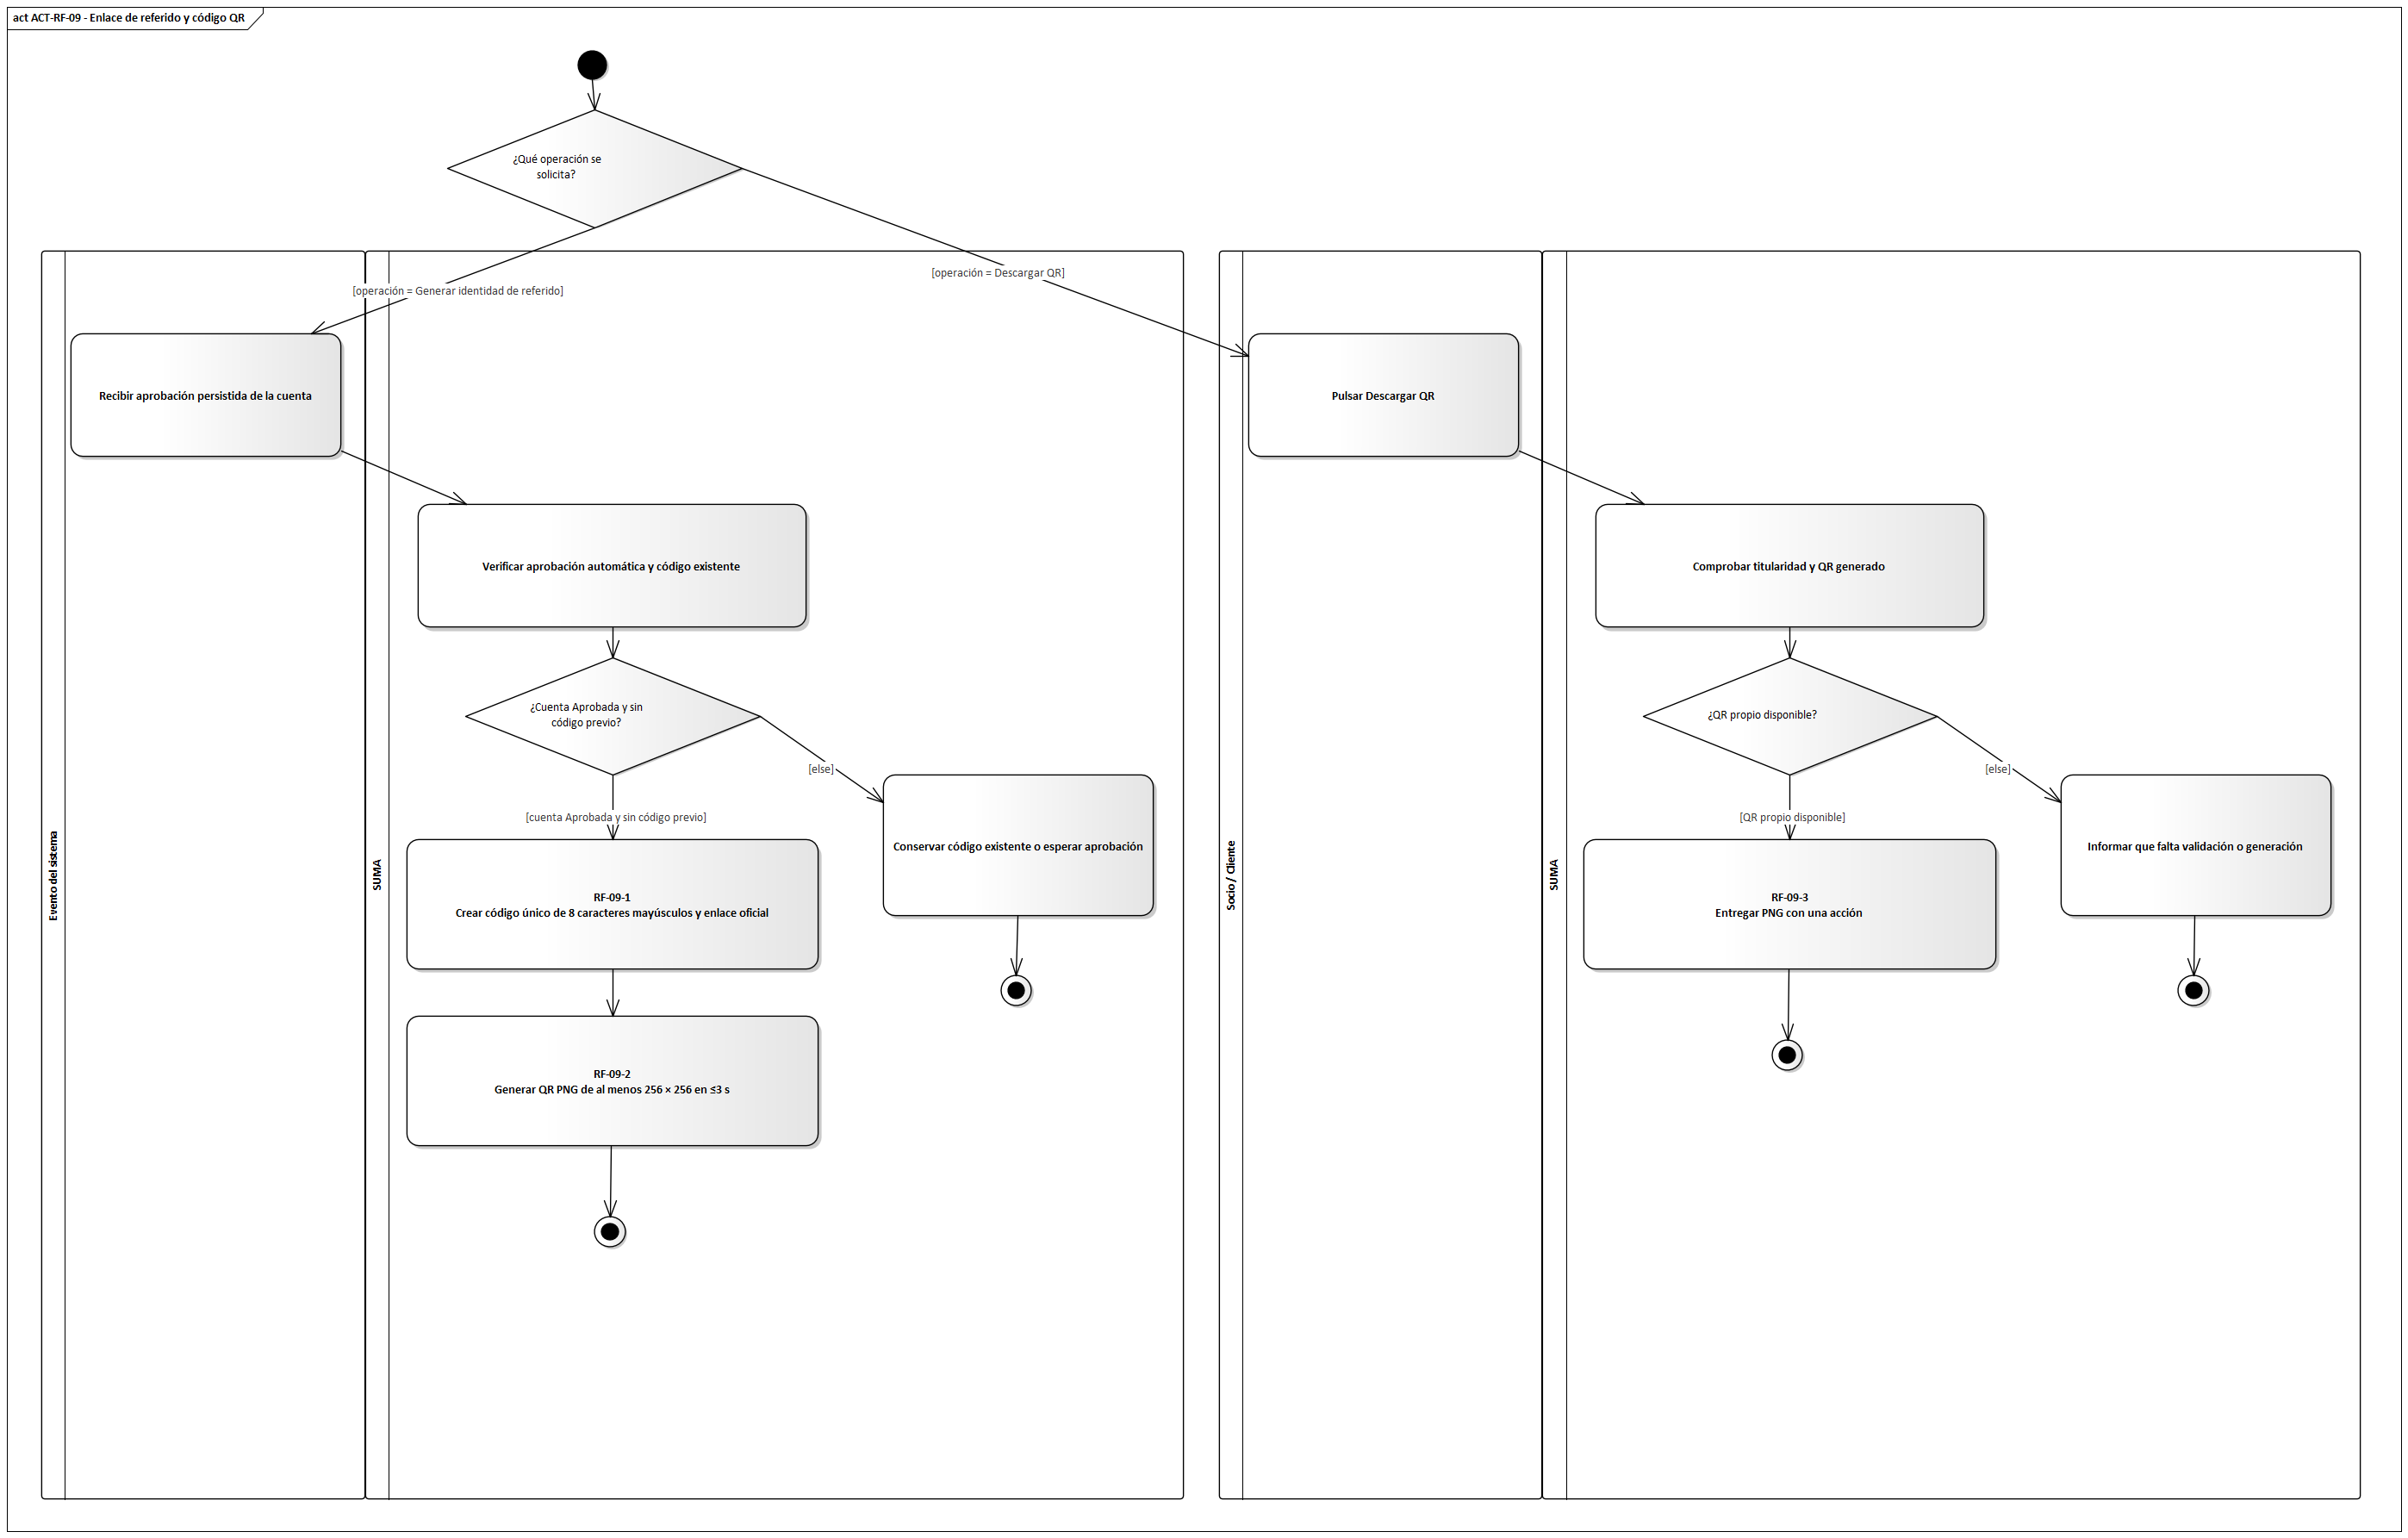 act ACT-RF-09 - Enlace de referido y código QR
¿Qué operación se
solicita?
[operación = Descargar QR]
[operación = Generar identidad de referido]
Recibir aprobación persistida de la cuenta
Pulsar Descargar QR
Verificar aprobación automática y código existente
Comprobar titularidad y QR generado
¿Cuenta Aprobada y sin
código previo?
¿QR propio disponible?
[else]
[else]
[cuenta Aprobada y sin código previo]
[QR propio disponible]
Conservar código existente o esperar aprobación
Informar que falta validación o generación
Evento del sistema
SUMA
Socio / Cliente
SUMA
RF-09-1
Crear código único de 8 caracteres mayúsculos y enlace oficial
RF-09-3
Entregar PNG con una acción
RF-09-2
Generar QR PNG de al menos 256 × 256 en ≤3 s